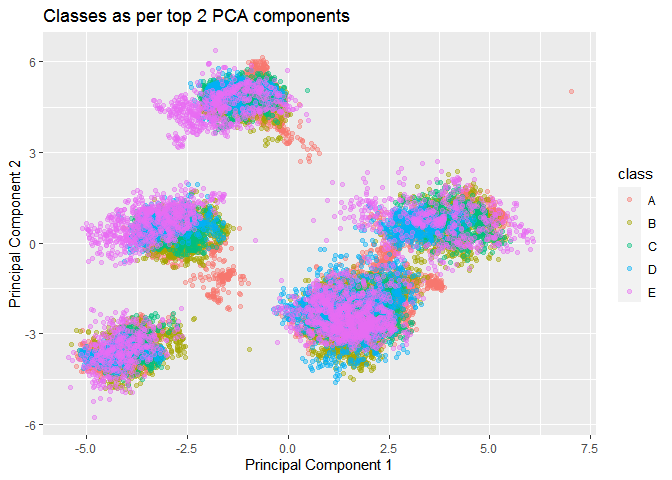 Classes as per top 2 PCA components
Principal Component 2
6
3
0
-3
-6
-5.0
-2.5
0.0
2.5
5.0
7.5
Principal Component 1
class
A
B
C
D
E